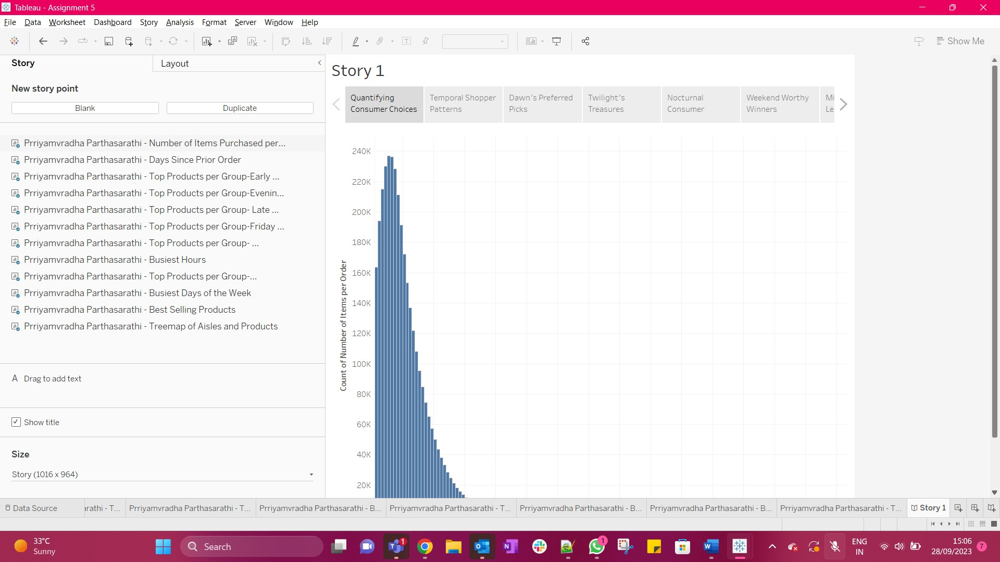 Tableau - Assignment 5
File Data Worksheet Dashboard Story Analysis Format Server Window Help
Show Me
Story
Layout
New story point
Blank
Duplicate
Prriyamvradha Parthasarathi - Number of Items Purchased per...
Prriyamvradha Parthasarathi - Days Since Prior Order
Prriyamvradha Parthasarathi - Top Products per Group-Early ...
Prriyamvradha Parthasarathi - Top Products per Group-Evenin...
Prriyamvradha Parthasarathi - Top Products per Group- Late ...
Prriyamvradha Parthasarathi - Top Products per Group-Friday ...
Prriyamvradha Parthasarathi - Top Products per Group- ...
Prriyamvradha Parthasarathi - Busiest Hours
Prriyamvradha Parthasarathi - Top Products per Group-...
Prriyamvradha Parthasarathi - Busiest Days of the Week
Prriyamvradha Parthasarathi - Best Selling Products
Prriyamvradha Parthasarathi - Treemap of Aisles and Products
A Drag to add text
Show title
Size
Story (1016 x 964)
Story 1
Quantifying
Consumer Choices
Temporal Shopper
Patterns
Dawn's Preferred
Picks
Twilight's
Treasures
Nocturnal
Consumer
Weekend Worthy
Winners
Mi
Le
240K
220K
200K
180K
160K
140K
120K
100K
80K
60K
40K
20K
Count of Number of Items per Order
Data Source
arathi - T...
Prriyamvradha Parthasarathi - T...
Prriyamvradha Parthasarathi - B...
Prriyamvradha Parthasarathi - T...
Prriyamvradha Parthasarathi - B...
Prriyamvradha Parthasarathi - B...
Prriyamvradha Parthasarathi - T...
Story 1
33°C
Sunny
Search
1
1
ENG
IN
15:06
28/09/2023
7